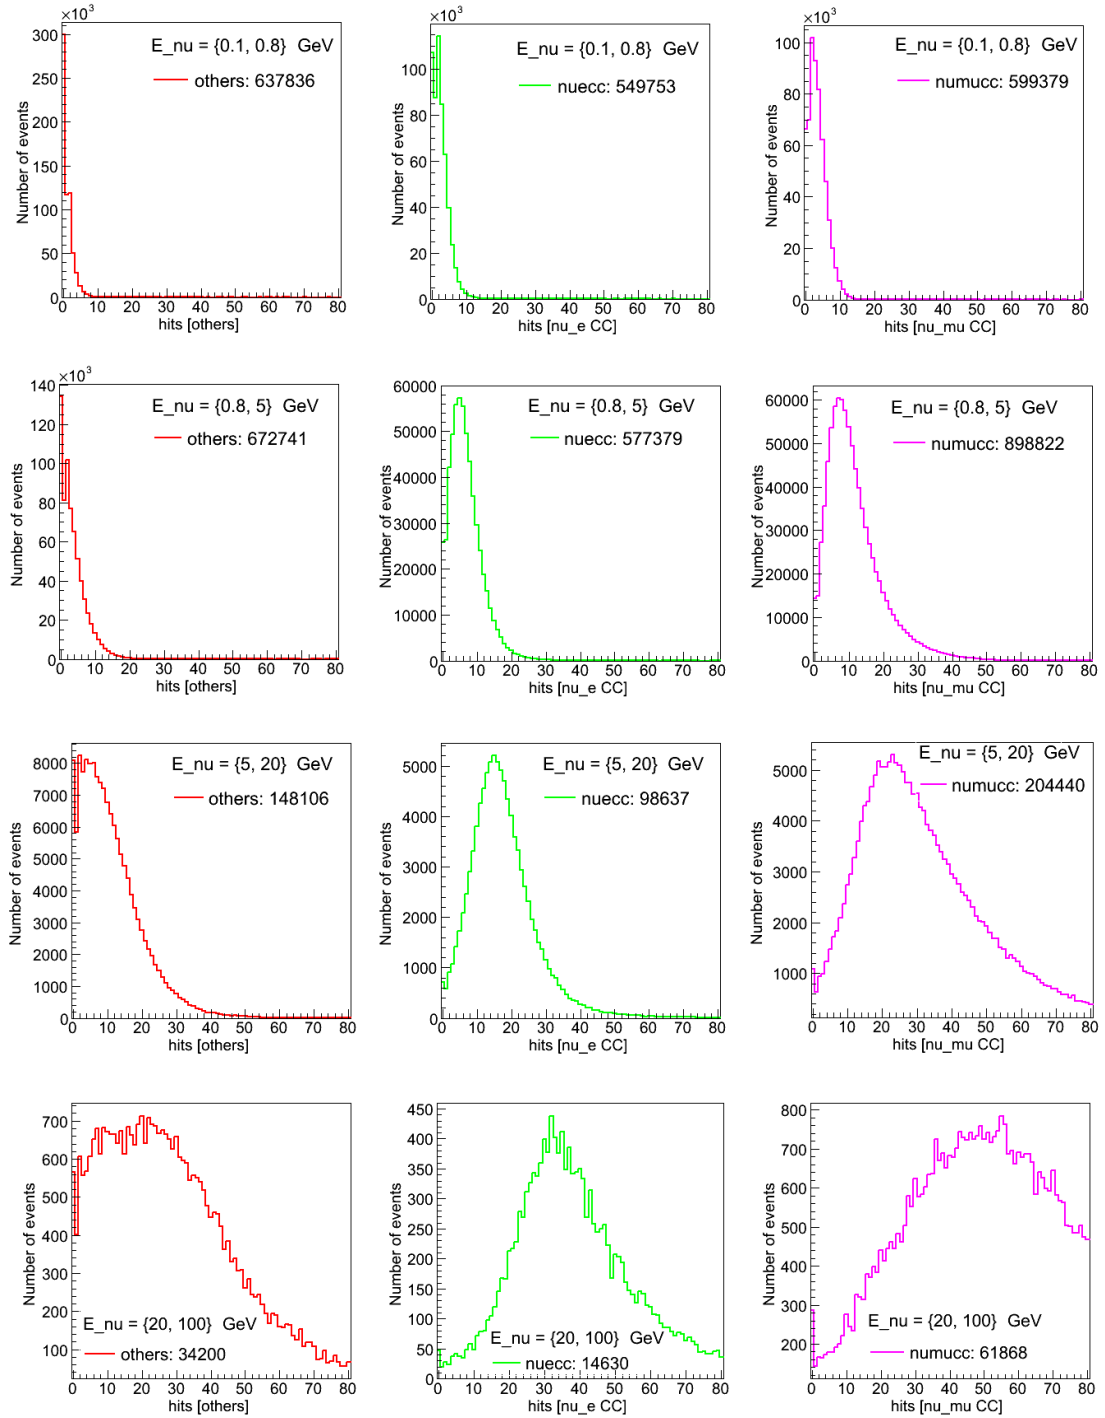 ×10³
300
250
200
150
100
50
0
Number of events
E_nu = {0.1, 0.8} GeV
others: 637836
0 10 20 30 40 50 60 70 80
hits [others]
×10³
100
80
60
40
20
0
Number of events
E_nu = {0.1, 0.8} GeV
nuecc: 549753
0 10 20 30 40 50 60 70 80
hits [nu_e CC]
×10³
100
80
60
40
20
0
Number of events
E_nu = {0.1, 0.8} GeV
numucc: 599379
0 10 20 30 40 50 60 70 80
hits [nu_mu CC]
×10³
140
120
100
80
60
40
20
0
Number of events
E_nu = {0.8, 5} GeV
others: 672741
0 10 20 30 40 50 60 70 80
hits [others]
60000
50000
40000
30000
20000
10000
0
Number of events
E_nu = {0.8, 5} GeV
nuecc: 577379
0 10 20 30 40 50 60 70 80
hits [nu_e CC]
60000
50000
40000
30000
20000
10000
0
Number of events
E_nu = {0.8, 5} GeV
numucc: 898822
0 10 20 30 40 50 60 70 80
hits [nu_mu CC]
8000
7000
6000
5000
4000
3000
2000
1000
0
Number of events
E_nu = {5, 20} GeV
others: 148106
0 10 20 30 40 50 60 70 80
hits [others]
5000
4000
3000
2000
1000
0
Number of events
E_nu = {5, 20} GeV
nuecc: 98637
0 10 20 30 40 50 60 70 80
hits [nu_e CC]
5000
4000
3000
2000
1000
Number of events
E_nu = {5, 20} GeV
numucc: 204440
0 10 20 30 40 50 60 70 80
hits [nu_mu CC]
700
600
500
400
300
200
100
Number of events
E_nu = {20, 100} GeV
others: 34200
0 10 20 30 40 50 60 70 80
hits [others]
450
400
350
300
250
200
150
100
50
0
Number of events
E_nu = {20, 100} GeV
nuecc: 14630
0 10 20 30 40 50 60 70 80
hits [nu_e CC]
800
700
600
500
400
300
200
Number of events
E_nu = {20, 100} GeV
numucc: 61868
0 10 20 30 40 50 60 70 80
hits [nu_mu CC]